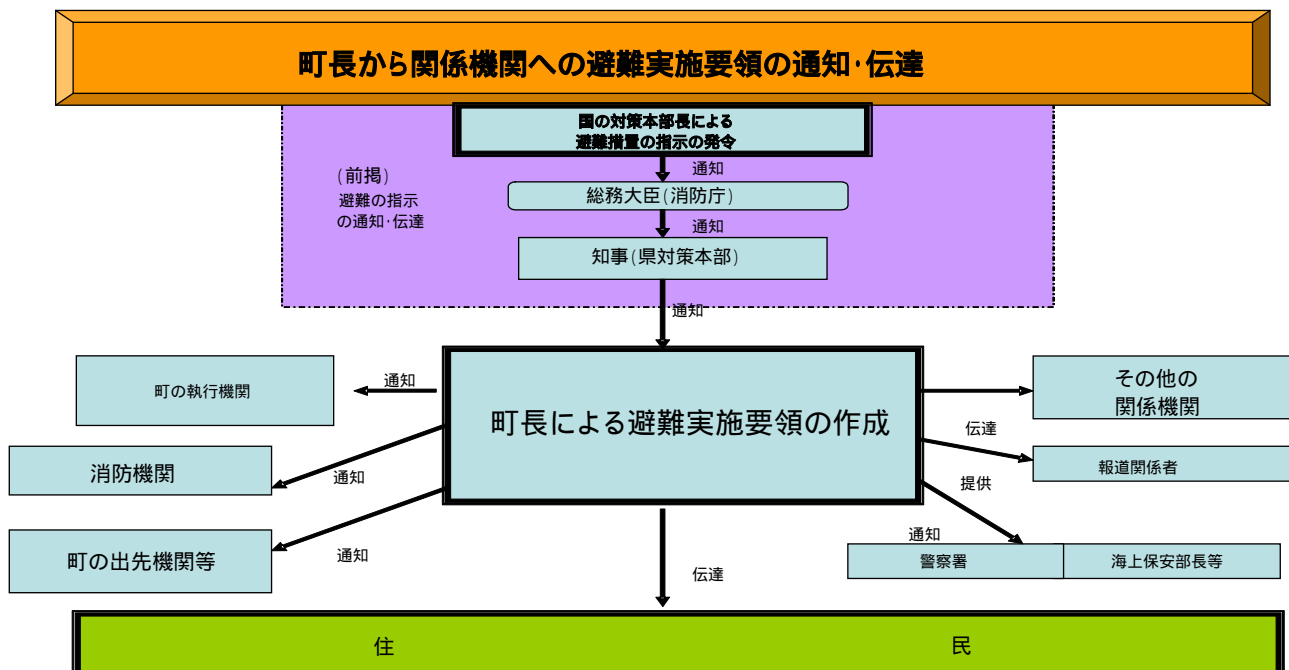 町長から関係機関への避難実施要領の通知･伝達
国の対策本部長による
避難措置の指示の発令
通知
(前掲)
避難の指示
の通知･伝達
総務大臣(消防庁)
通知
知事(県対策本部)
通知
町の執行機関
通知
町長による避難実施要領の作成
その他の
関係機関
伝達
報道関係者
消防機関
通知
提供
町の出先機関等
通知
通知
警察署
海上保安部長等
伝達
住民